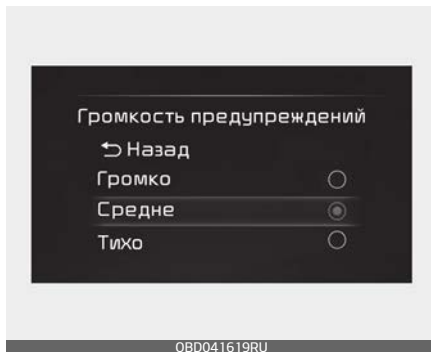 Громкость предупреждений
Назад
Громко
Средне
Тихо
OBD041619RU